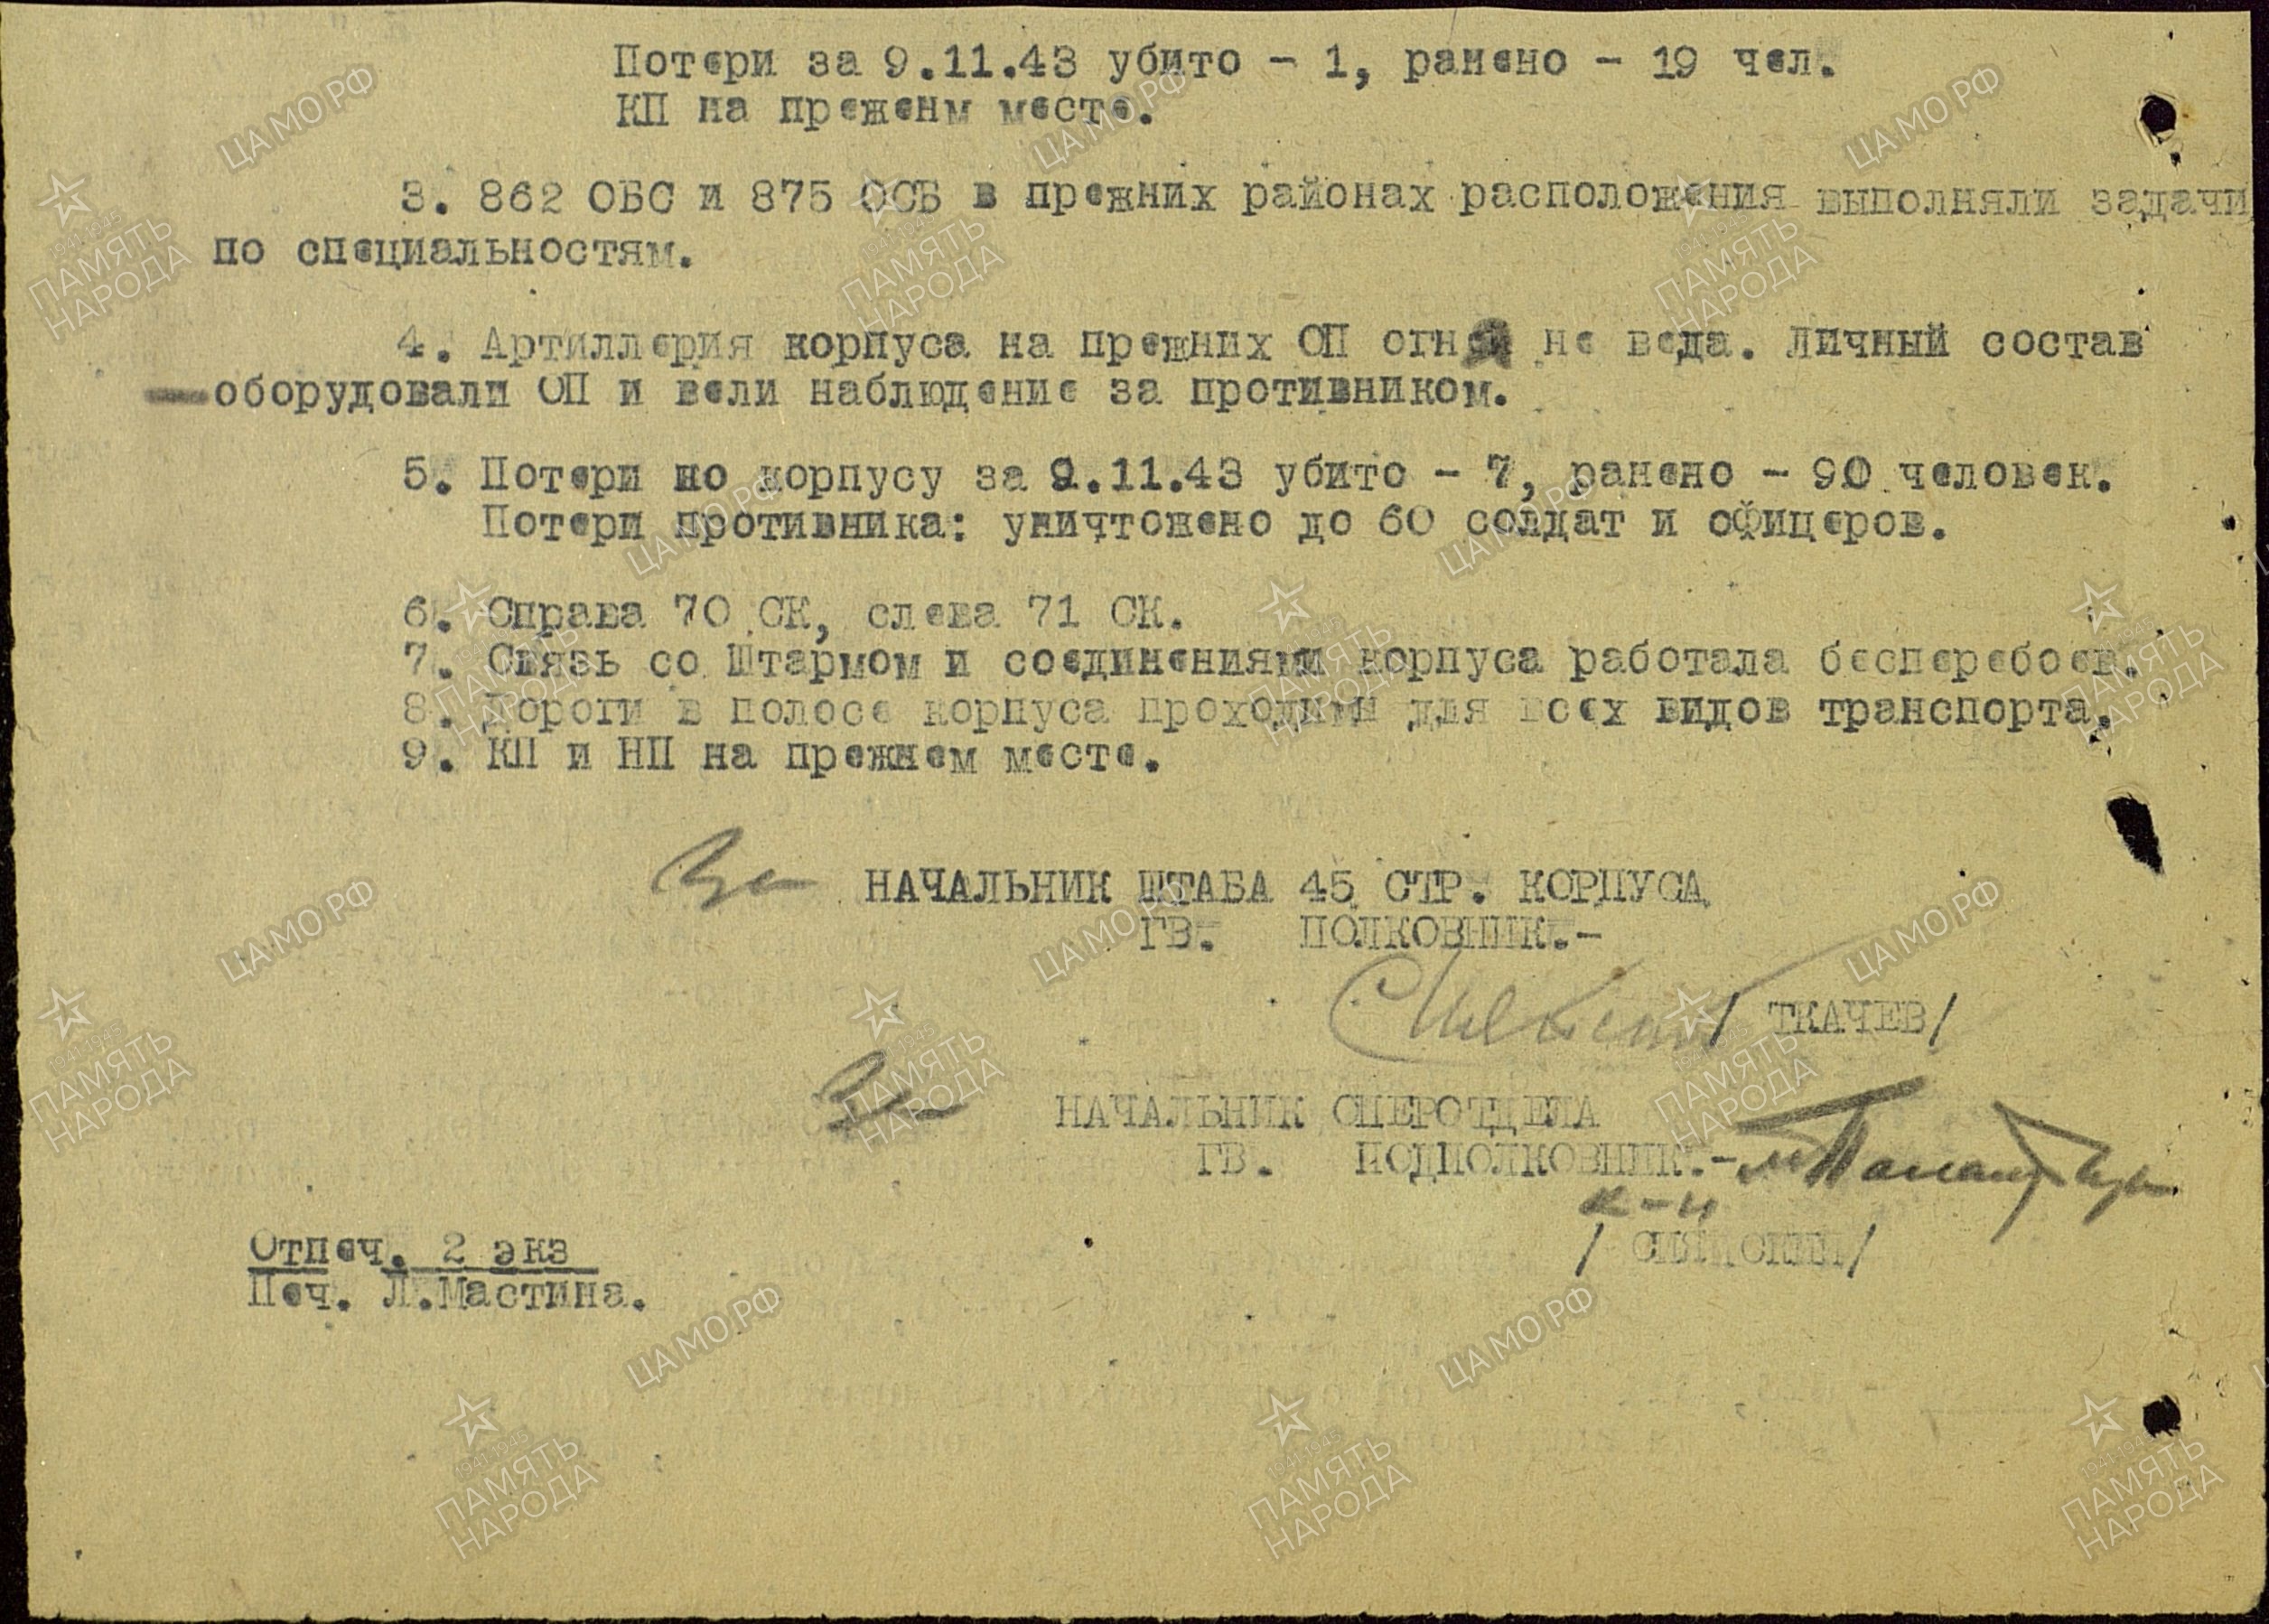 Потери за 9.11.43 убито - 1, ранено - 19 чел.
КП на преженм месте.
3. 862 ОБС и 875 ОСБ в прежних районах расположения выполняли задачи
по специальностям.
4. Артиллерия корпуса на прежних ОП огня не вела. Личный состав
оборудовали ОП и вели наблюдение за противником.
5. Потери по корпусу за 9.11.43 убито - 7, ранено - 90 человек.
Потери противника: уничтожено до 60 солдат и офицеров.
6. Справа 70 СК, слева 71 СК.
7. Связь со Штармом и соединениями корпуса работала бесперебоев.
8. Дороги в полосе корпуса проходимы для всех видов транспорта.
9. КП и НП на прежнем месте.
За НАЧАЛЬНИК ШТАБА 45 СТР. КОРПУСА
ГВ. ПОЛКОВНИК.-
/ ТКАЧЕВ/
За НАЧАЛЬНИК ОПЕРОТДЕЛА
ГВ. ПОДПОЛКОВНИК.-
к-н
Отпеч. 2 экз
Печ. Л.Мастина.